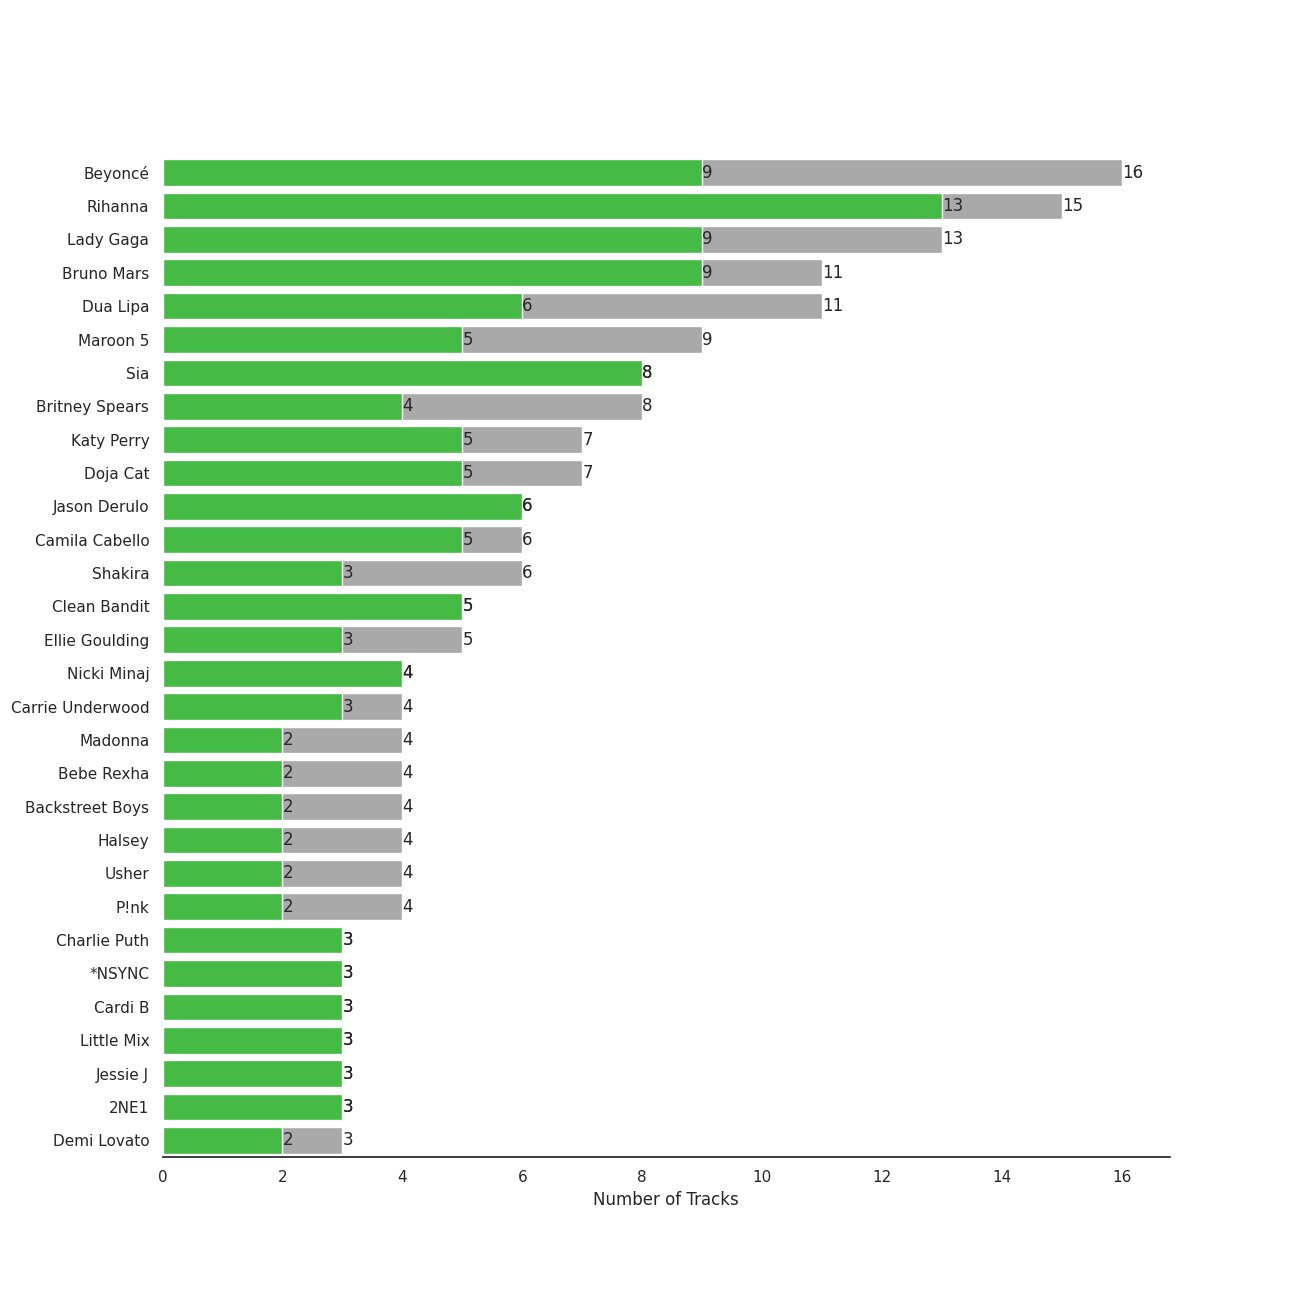 Beyoncé 9 16
Rihanna 13 15
Lady Gaga 9 13
Bruno Mars 9 11
Dua Lipa 6 11
Maroon 5 5 9
Sia 8
Britney Spears 4 8
Katy Perry 5 7
Doja Cat 5 7
Jason Derulo 6
Camila Cabello 5 6
Shakira 3 6
Clean Bandit 5
Ellie Goulding 3 5
Nicki Minaj 4
Carrie Underwood 3 4
Madonna 2 4
Bebe Rexha 2 4
Backstreet Boys 2 4
Halsey 2 4
Usher 2 4
P!nk 2 4
Charlie Puth 3
*NSYNC 3
Cardi B 3
Little Mix 3
Jessie J 3
2NE1 3
Demi Lovato 2 3
0 2 4 6 8 10 12 14 16
Number of Tracks